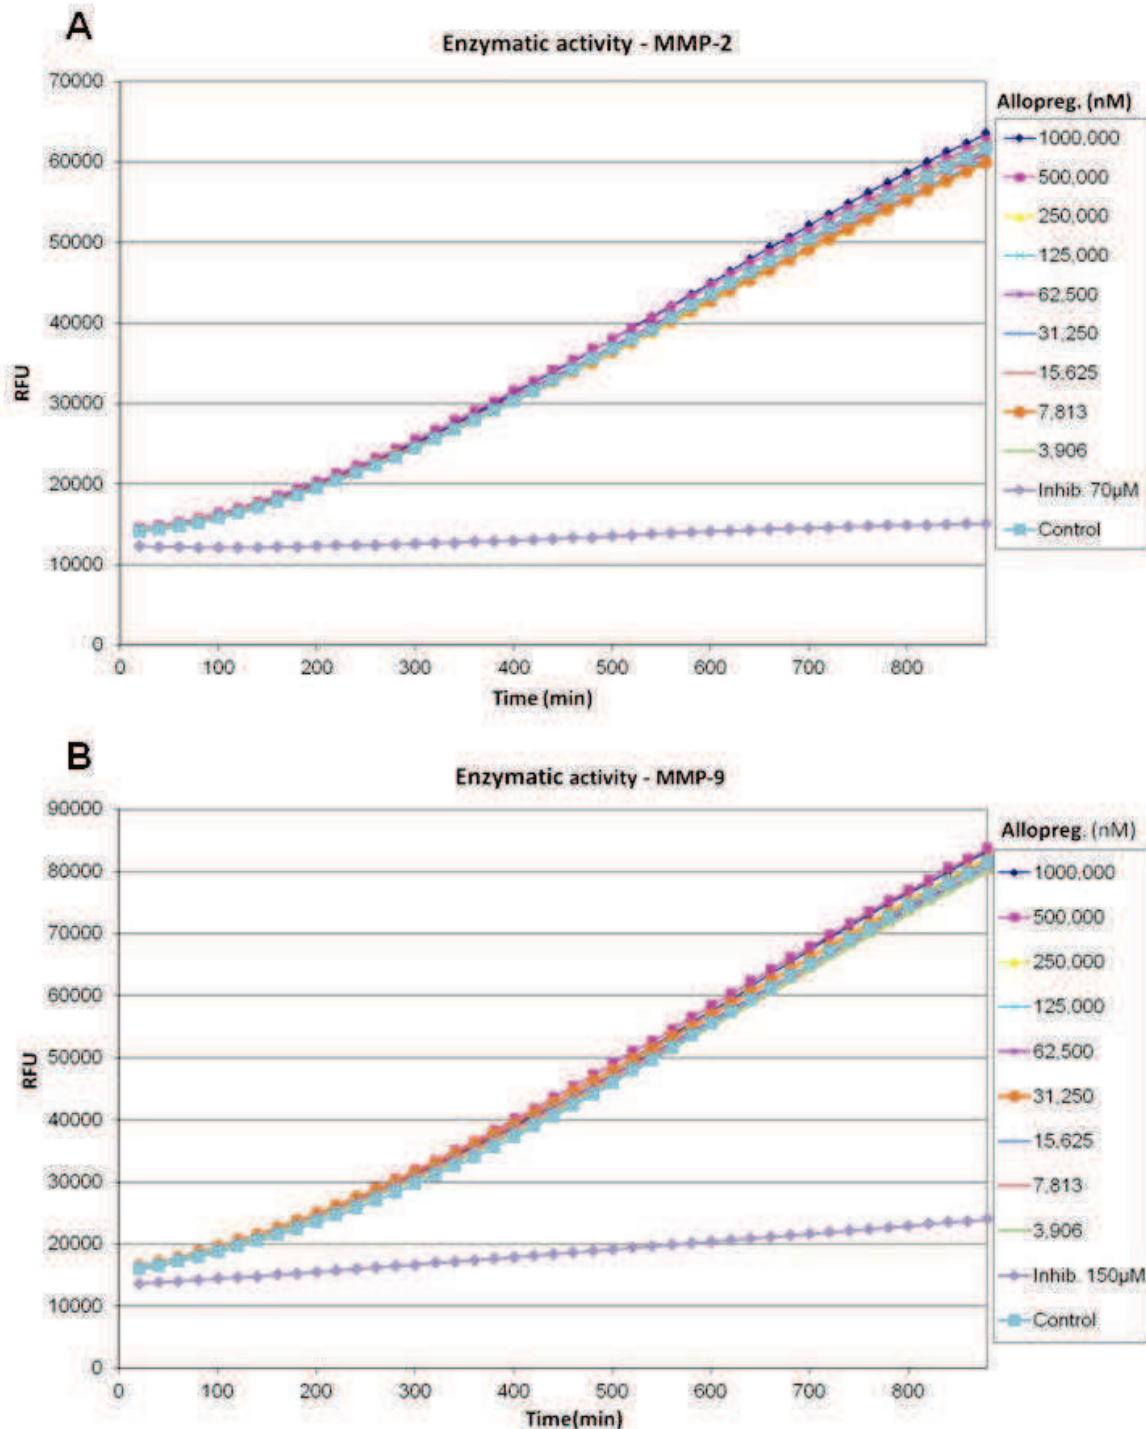 A
Enzymatic activity - MMP-2
70000
60000
50000
40000
30000
20000
10000
0
RFU
0 100 200 300 400 500 600 700 800
Time (min)
Allopreg. (nM)
1000,000
500,000
250,000
125,000
62,500
31,250
15,625
7,813
3,906
Inhib. 70µM
Control
B
Enzymatic activity - MMP-9
90000
80000
70000
60000
50000
40000
30000
20000
10000
0
RFU
0 100 200 300 400 500 600 700 800
Time(min)
Allopreg. (nM)
1000,000
500,000
250,000
125,000
62,500
31,250
15,625
7,813
3,906
Inhib. 150µM
Control